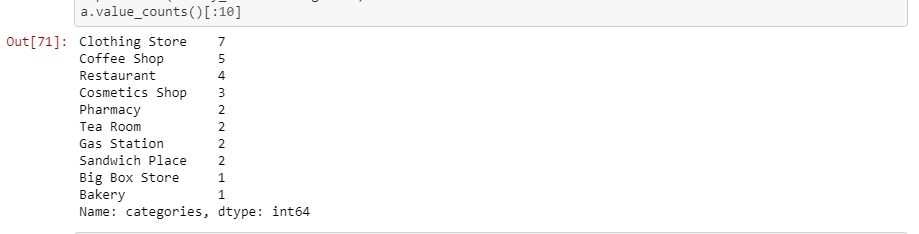 a.value_counts()[:10]
Out[71]: Clothing Store 7
Coffee Shop 5
Restaurant 4
Cosmetics Shop 3
Pharmacy 2
Tea Room 2
Gas Station 2
Sandwich Place 2
Big Box Store 1
Bakery 1
Name: categories, dtype: int64